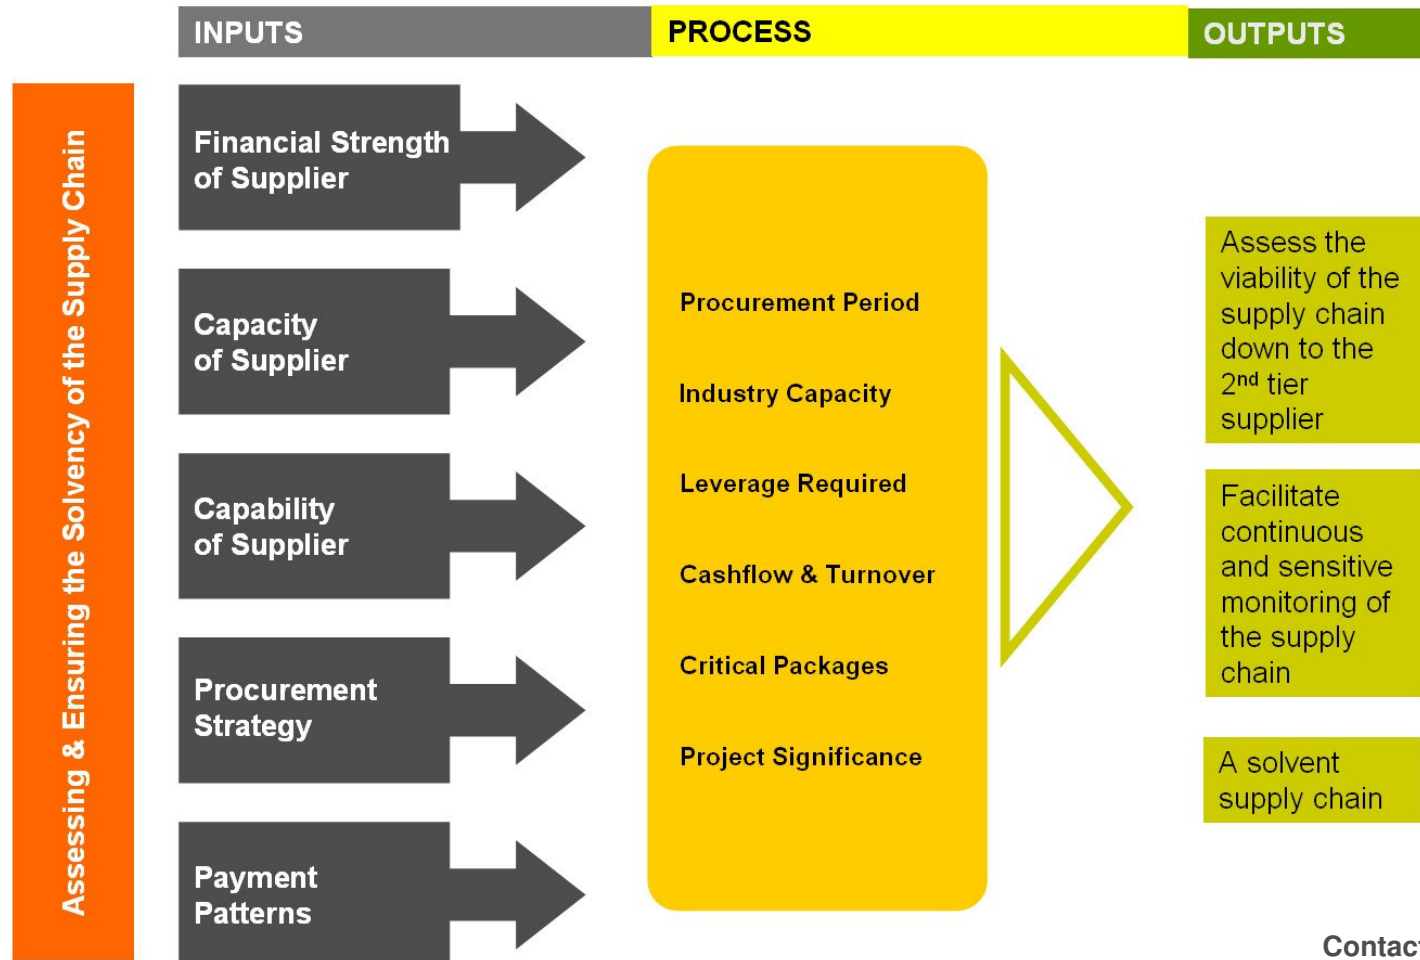 INPUTS
PROCESS
OUTPUTS
Assessing & Ensuring the Solvency of the Supply Chain
Financial Strength
of Supplier
Capacity
of Supplier
Capability
of Supplier
Procurement
Strategy
Payment
Patterns
Procurement Period
Industry Capacity
Leverage Required
Cashflow & Turnover
Critical Packages
Project Significance
Assess the
viability of the
supply chain
down to the
2nd tier
supplier
Facilitate
continuous
and sensitive
monitoring of
the supply
chain
A solvent
supply chain
Contact